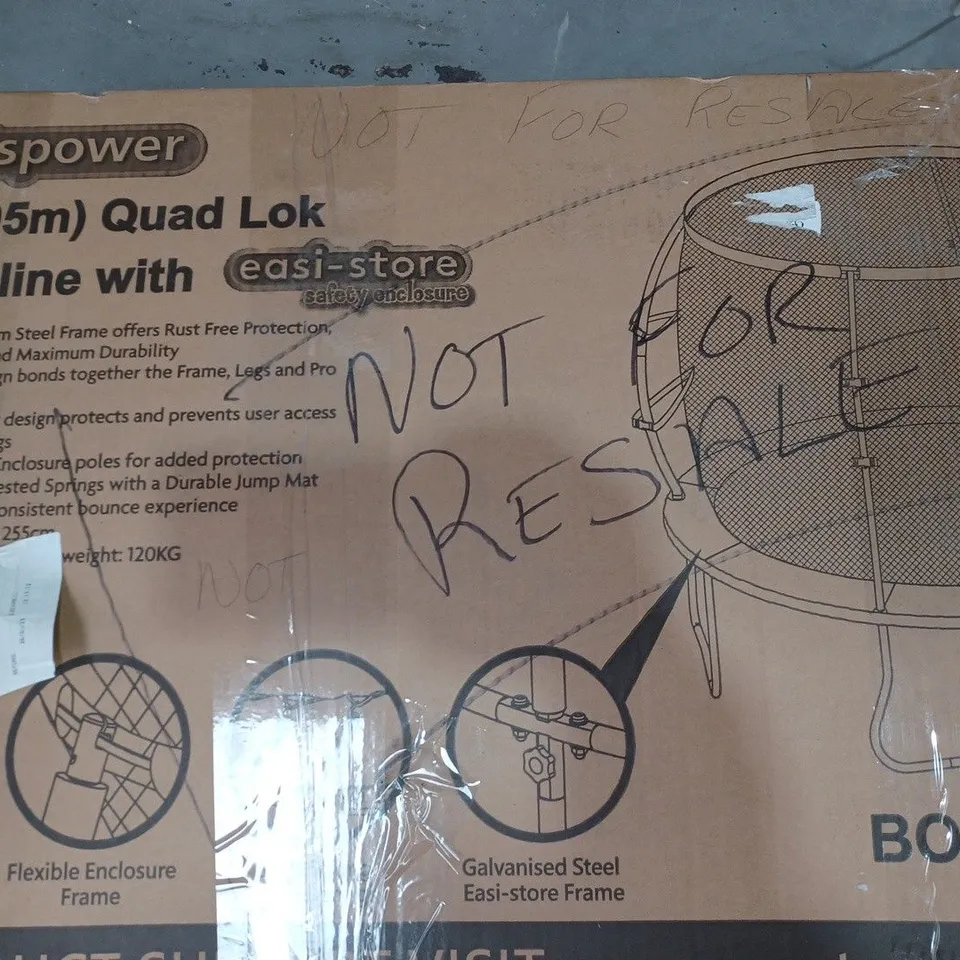 NOT FOR RESALE
spower
5m) Quad Lok
line with easi-store
safety enclosure
m Steel Frame offers Rust Free Protection,
d Maximum Durability
gn bonds together the Frame, Legs and Pro
design protects and prevents user access
gs
Enclosure poles for added protection
ested Springs with a Durable Jump Mat
onsistent bounce experience
255cm
weight: 120KG
NOT FOR
RESALE
NOT
Flexible Enclosure
Frame
Galvanised Steel
Easi-store Frame
BO
VISIT